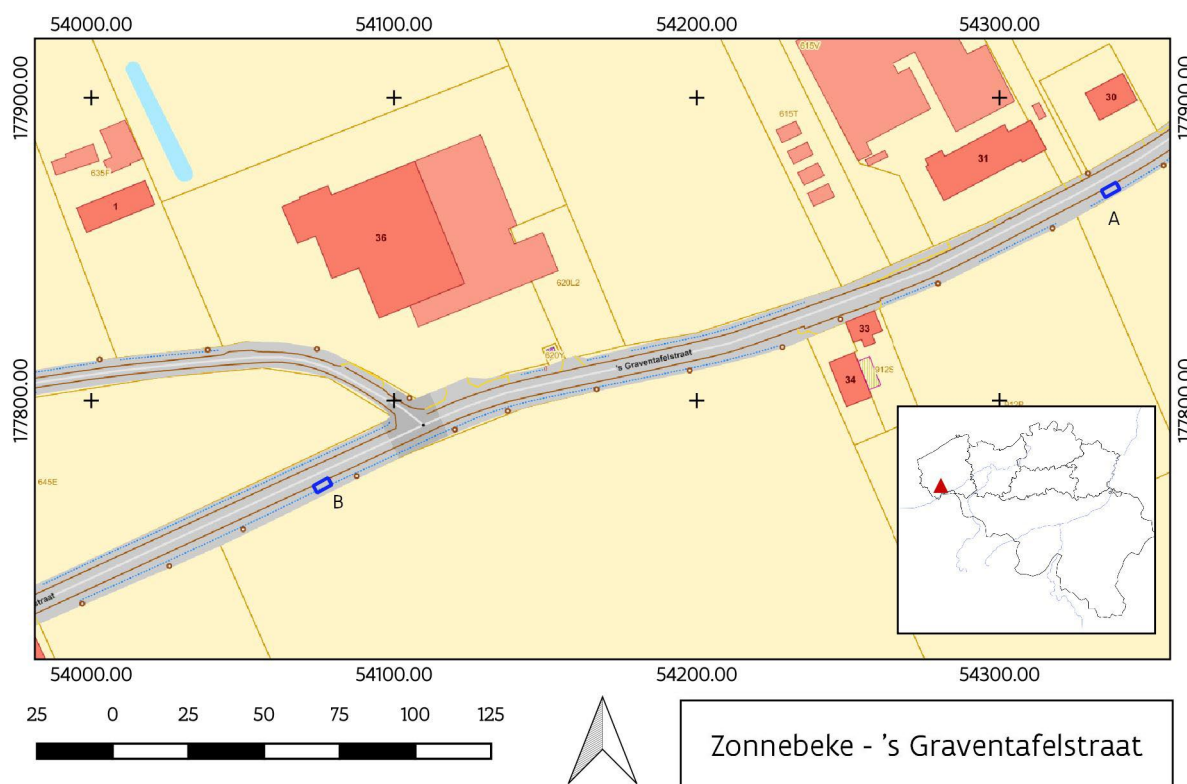 54000.00 54100.00 54200.00 54300.00
177900.00 177900.00
615V
30
615T
31
635F
1
A
36
620L2
33
620Y
's Graventafelstraat
912S
34
177800.00 177800.00
912R
645E
B
straat
54000.00 54100.00 54200.00 54300.00
25 0 25 50 75 100 125
Zonnebeke - 's Graventafelstraat